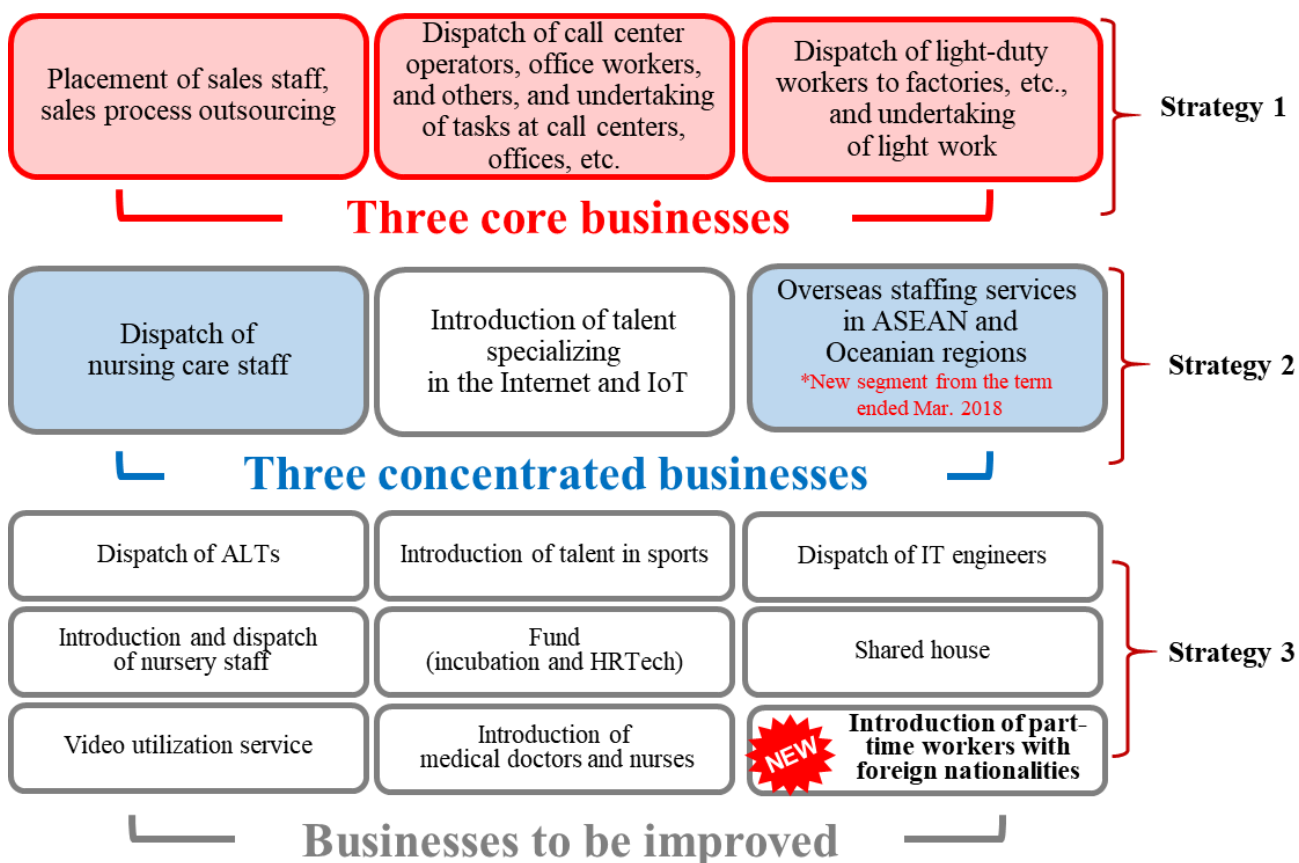 Placement of sales staff,
sales process outsourcing
Dispatch of call center
operators, office workers,
and others, and undertaking
of tasks at call centers,
offices, etc.
Dispatch of light-duty
workers to factories, etc.,
and undertaking
of light work
Strategy 1
Three core businesses
Dispatch of
nursing care staff
Introduction of talent
specializing
in the Internet and IoT
Overseas staffing services
in ASEAN and
Oceanian regions
*New segment from the term
ended Mar. 2018
Strategy 2
Three concentrated businesses
Dispatch of ALTs
Introduction of talent in sports
Dispatch of IT engineers
Introduction and dispatch
of nursery staff
Fund
(incubation and HRTech)
Shared house
Strategy 3
Video utilization service
Introduction of
medical doctors and nurses
NEW
Introduction of part-
time workers with
foreign nationalities
Businesses to be improved